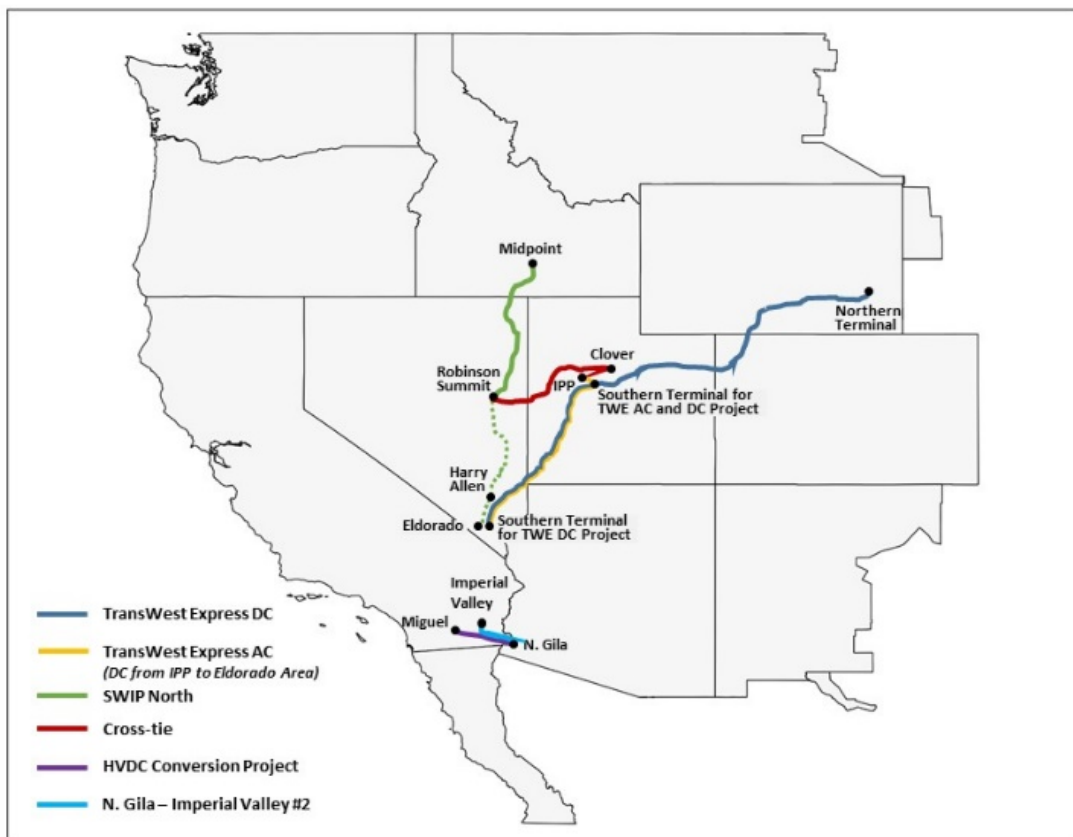 Midpoint
Northern
Terminal
Clover
Robinson
Summit
IPP
Southern Terminal for
TWE AC and DC Project
Harry
Allen
Eldorado
Southern Terminal
for TWE DC Project
Imperial
Valley
Miguel
N. Gila
TransWest Express DC
TransWest Express AC
(DC from IPP to Eldorado Area)
SWIP North
Cross-tie
HVDC Conversion Project
N. Gila – Imperial Valley #2